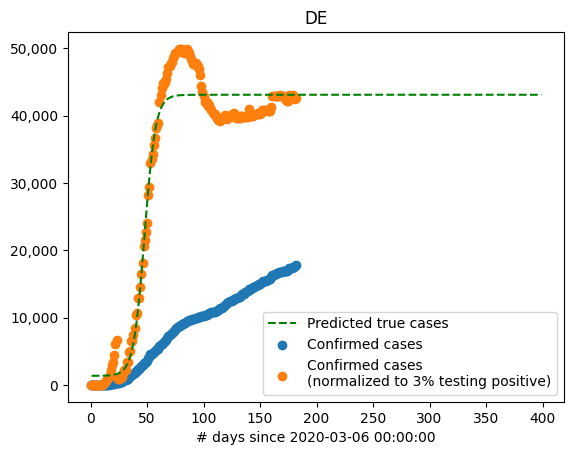 DE
50,000
40,000
30,000
20,000
10,000
0
Predicted true cases
Confirmed cases
Confirmed cases
(normalized to 3% testing positive)
0 50 100 150 200 250 300 350 400
# days since 2020-03-06 00:00:00